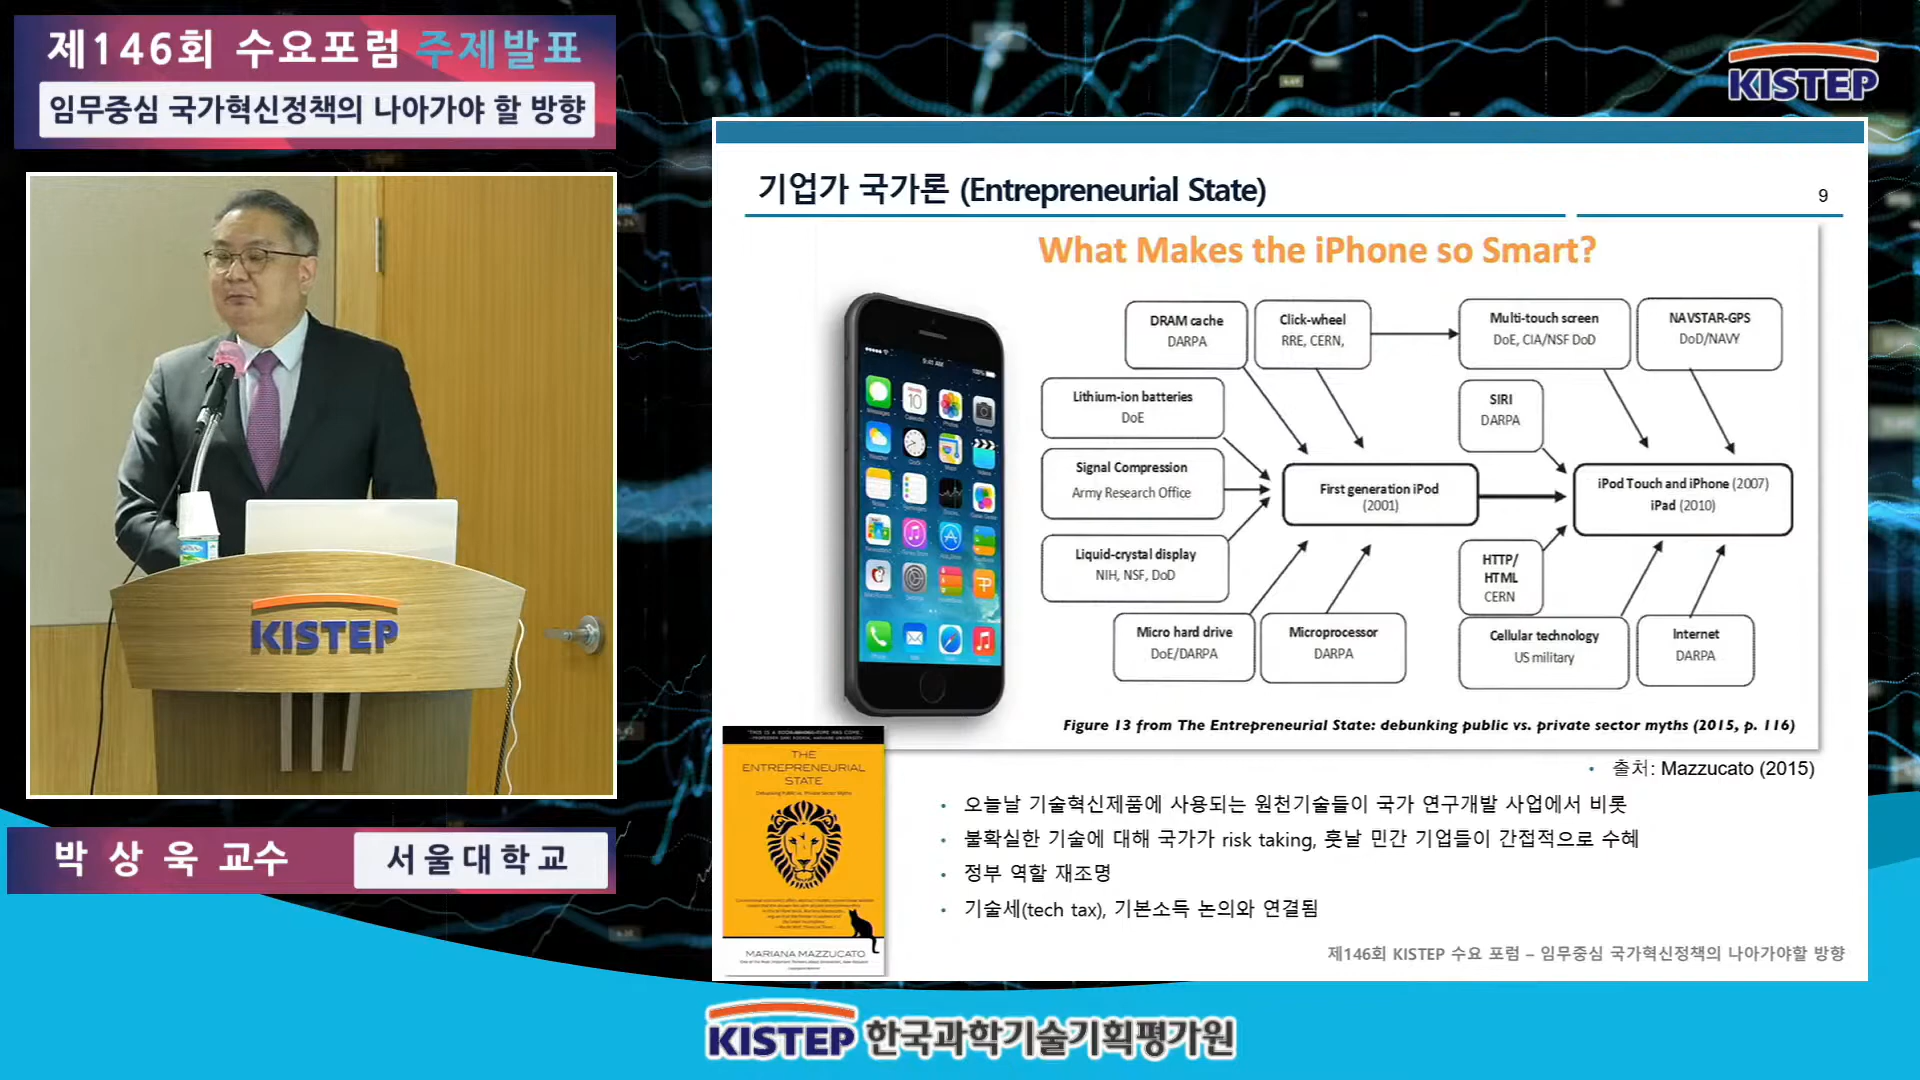 제146회 수요포럼 주제발표
임무중심 국가혁신정책의 나아가야 할 방향
KISTEP
기업가 국가론 (Entrepreneurial State)
9
What Makes the iPhone so Smart?
DRAM cache
DARPA
Click-wheel
RRE, CERN,
Multi-touch screen
DoE, CIA/NSF DoD
NAVSTAR-GPS
DoD/NAVY
Lithium-ion batteries
DoE
SIRI
DARPA
Signal Compression
Army Research Office
First generation iPod
(2001)
iPod Touch and iPhone (2007)
iPad (2010)
Liquid-crystal display
NIH, NSF, DoD
HTTP/
HTML
CERN
Micro hard drive
DoE/DARPA
Microprocessor
DARPA
Cellular technology
US military
Internet
DARPA
Figure 13 from The Entrepreneurial State: debunking public vs. private sector myths (2015, p. 116)
THE
ENTREPRENEURIAL
STATE
Debunking Public vs. Private Sector Myths
MARIANA MAZZUCATO
• 출처: Mazzucato (2015)
• 오늘날 기술혁신제품에 사용되는 원천기술들이 국가 연구개발 사업에서 비롯
• 불확실한 기술에 대해 국가가 risk taking, 훗날 민간 기업들이 간접적으로 수혜
• 정부 역할 재조명
• 기술세(tech tax), 기본소득 논의와 연결됨
제146회 KISTEP 수요 포럼 – 임무중심 국가혁신정책의 나아가야할 방향
KISTEP
박상욱 교수
서울대학교
KISTEP 한국과학기술기획평가원